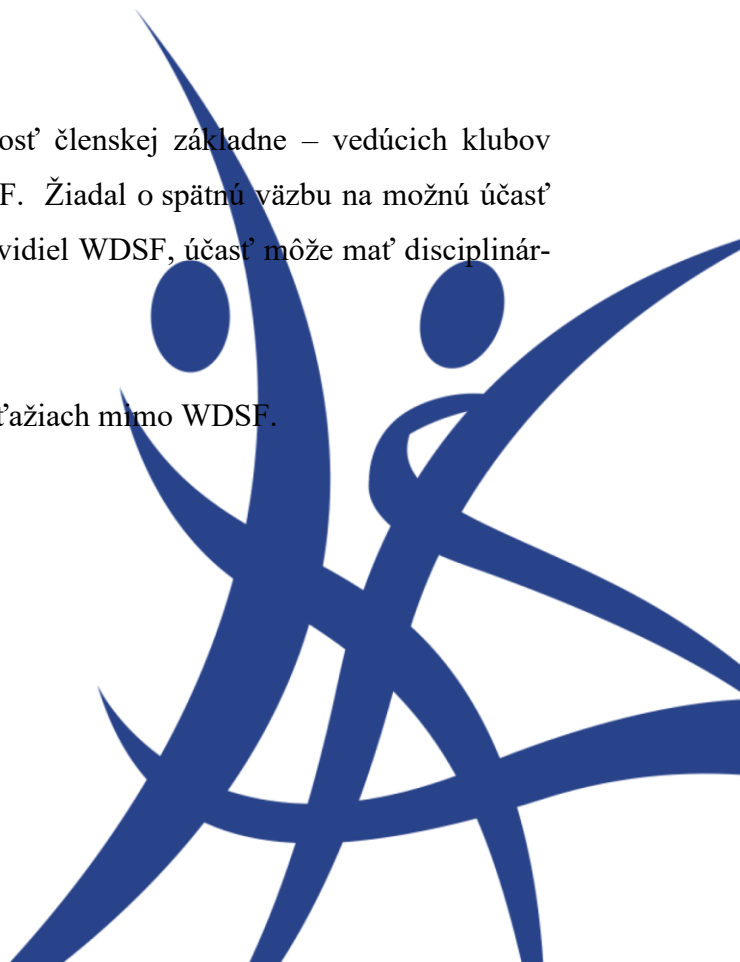 osť členskej základne – vedúcich klubov
F. Žiadal o spätnú väzbu na možnú účasť
vidiel WDSF, účasť môže mať disciplinár-
ťažiach mimo WDSF.